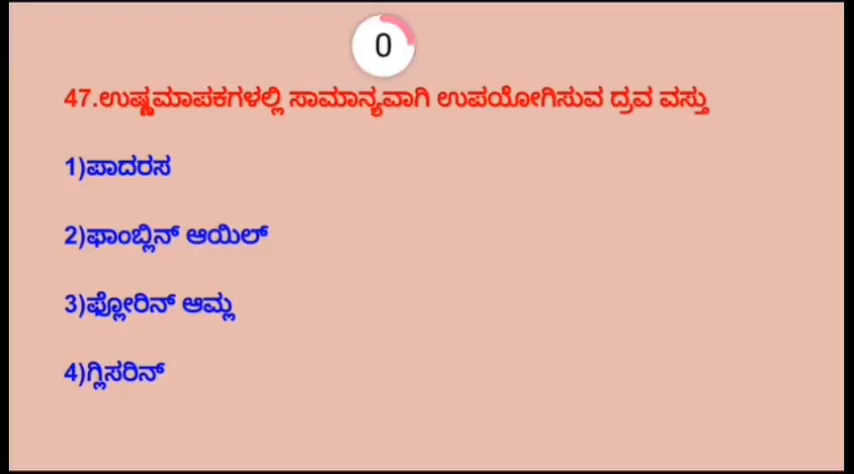 0
47.ಉಷ್ಣಮಾಪಕಗಳಲ್ಲಿ ಸಾಮಾನ್ಯವಾಗಿ ಉಪಯೋಗಿಸುವ ದ್ರವ ವಸ್ತು
1)ಪಾದರಸ
2)ಫಾಂಬ್ಲಿನ್ ಆಯಿಲ್
3)ಫ್ಲೋರಿನ್ ಆಮ್ಲ
4)ಗ್ಲಿಸರಿನ್